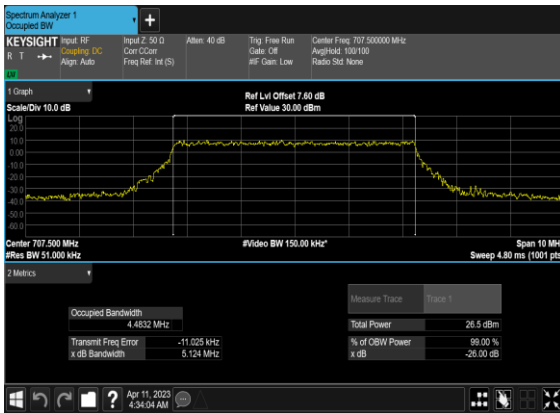 Spectrum Analyzer 1
Occupied BW
+
KEYSIGHT Input: RF Input Z: 50 Ω Atten: 40 dB Trig: Free Run Center Freq: 707.500000 MHz
R T Coupling: DC Corr CCorr Gate: Off Avg|Hold: 100/100
Align: Auto Freq Ref: Int (S) #IF Gain: Low Radio Std: None
1 Graph
Ref Lvl Offset 7.60 dB
Scale/Div 10.0 dB Ref Value 30.00 dBm
Log
20.0
10.0
0.00
-10.0
-20.0
-30.0
-40.0
-50.0
-60.0
Center 707.500 MHz #Video BW 150.00 kHz* Span 10 MH
#Res BW 51.000 kHz Sweep 4.80 ms (1001 pts
2 Metrics
Measure Trace Trace 1
Occupied Bandwidth
4.4832 MHz Total Power 26.5 dBm
Transmit Freq Error -11.025 kHz % of OBW Power 99.00 %
x dB Bandwidth 5.124 MHz x dB -26.00 dB
? Apr 11, 2023
4:34:04 AM